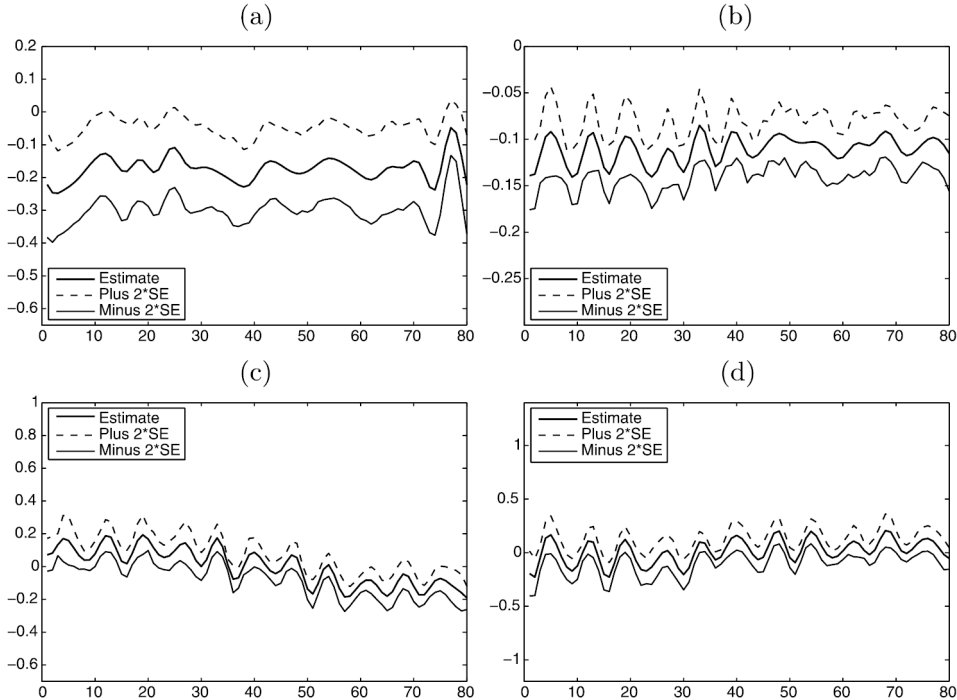 (a)
0.2
0.1
0
−0.1
−0.2
−0.3
−0.4
−0.5
−0.6
Estimate
Plus 2*SE
Minus 2*SE
0 10 20 30 40 50 60 70 80
(b)
0
−0.05
−0.1
−0.15
−0.2
−0.25
Estimate
Plus 2*SE
Minus 2*SE
0 10 20 30 40 50 60 70 80
(c)
1
0.8
0.6
0.4
0.2
0
−0.2
−0.4
−0.6
Estimate
Plus 2*SE
Minus 2*SE
0 10 20 30 40 50 60 70 80
(d)
1
0.5
0
−0.5
−1
Estimate
Plus 2*SE
Minus 2*SE
0 10 20 30 40 50 60 70 80